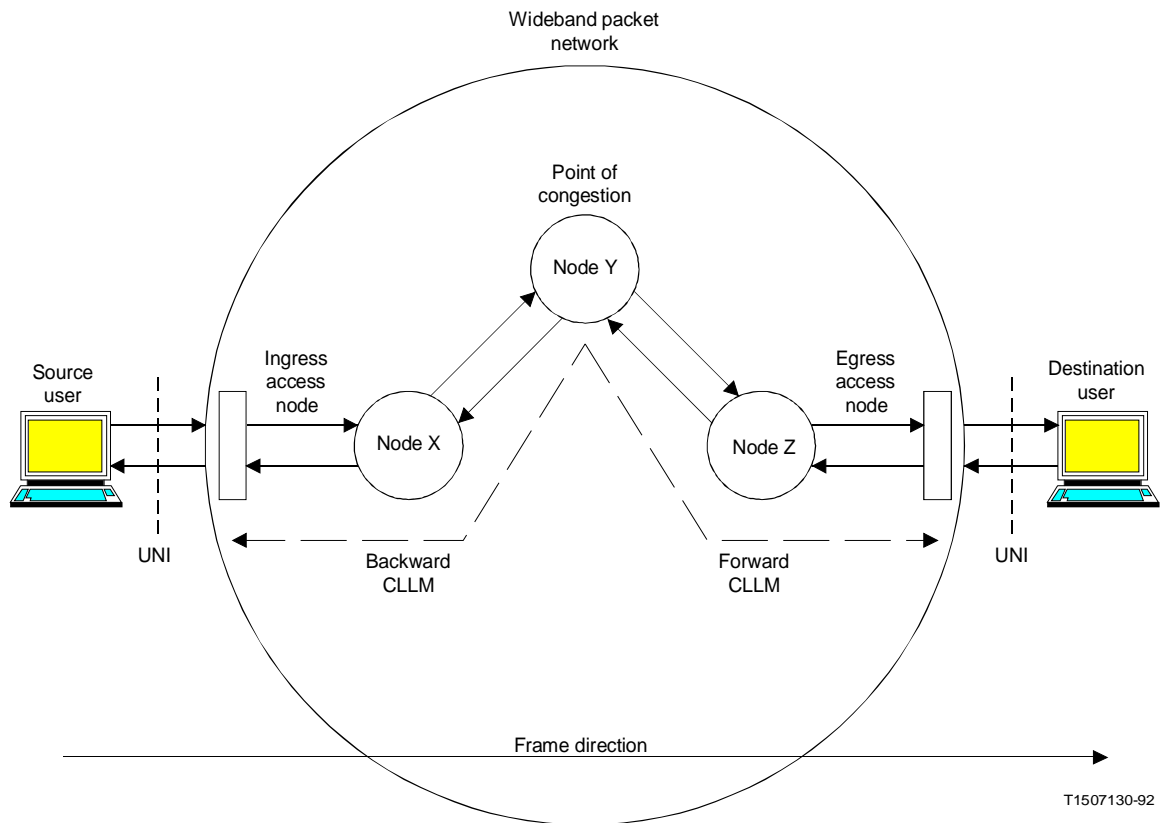 Wideband packet
network
Point of
congestion
Node Y
Source
user
Ingress
access
node
Egress
access
node
Destination
user
Node X
Node Z
UNI
Backward
CLLM
Forward
CLLM
UNI
Frame direction
T1507130-92